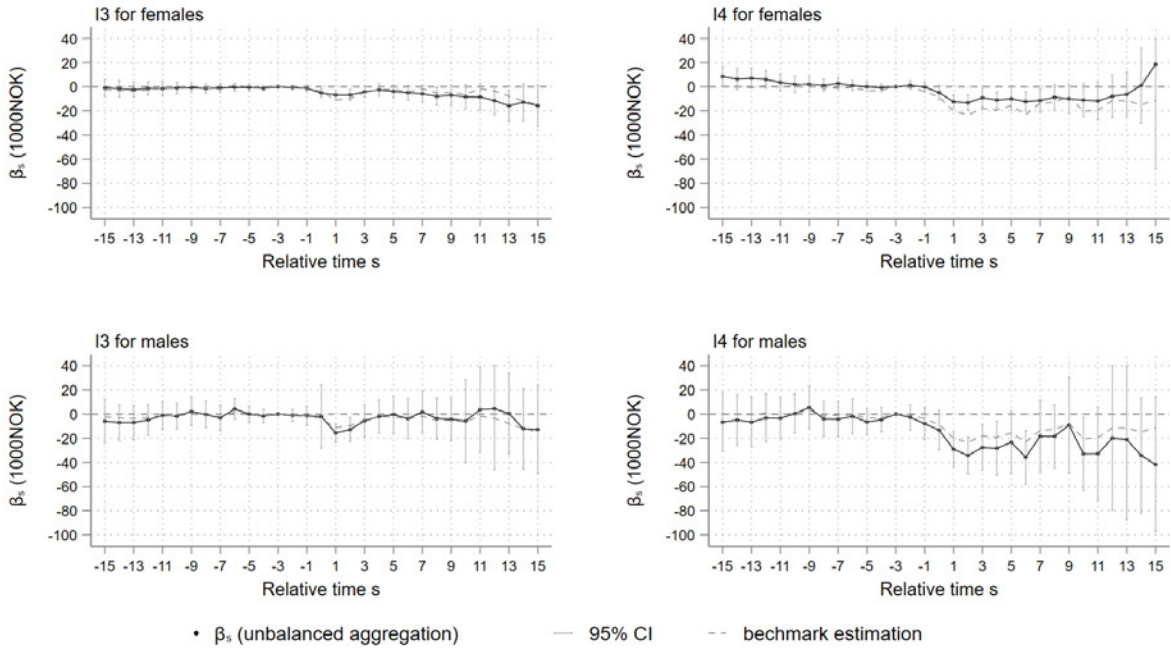 I3 for females
40
20
0
-20
-40
-60
-80
-100
βs (1000NOK)
-15 -13 -11 -9 -7 -5 -3 -1 1 3 5 7 9 11 13 15
Relative time s
I4 for females
40
20
0
-20
-40
-60
-80
-100
βs (1000NOK)
-15 -13 -11 -9 -7 -5 -3 -1 1 3 5 7 9 11 13 15
Relative time s
I3 for males
40
20
0
-20
-40
-60
-80
-100
βs (1000NOK)
-15 -13 -11 -9 -7 -5 -3 -1 1 3 5 7 9 11 13 15
Relative time s
I4 for males
40
20
0
-20
-40
-60
-80
-100
βs (1000NOK)
-15 -13 -11 -9 -7 -5 -3 -1 1 3 5 7 9 11 13 15
Relative time s
βs (unbalanced aggregation) 95% CI bechmark estimation